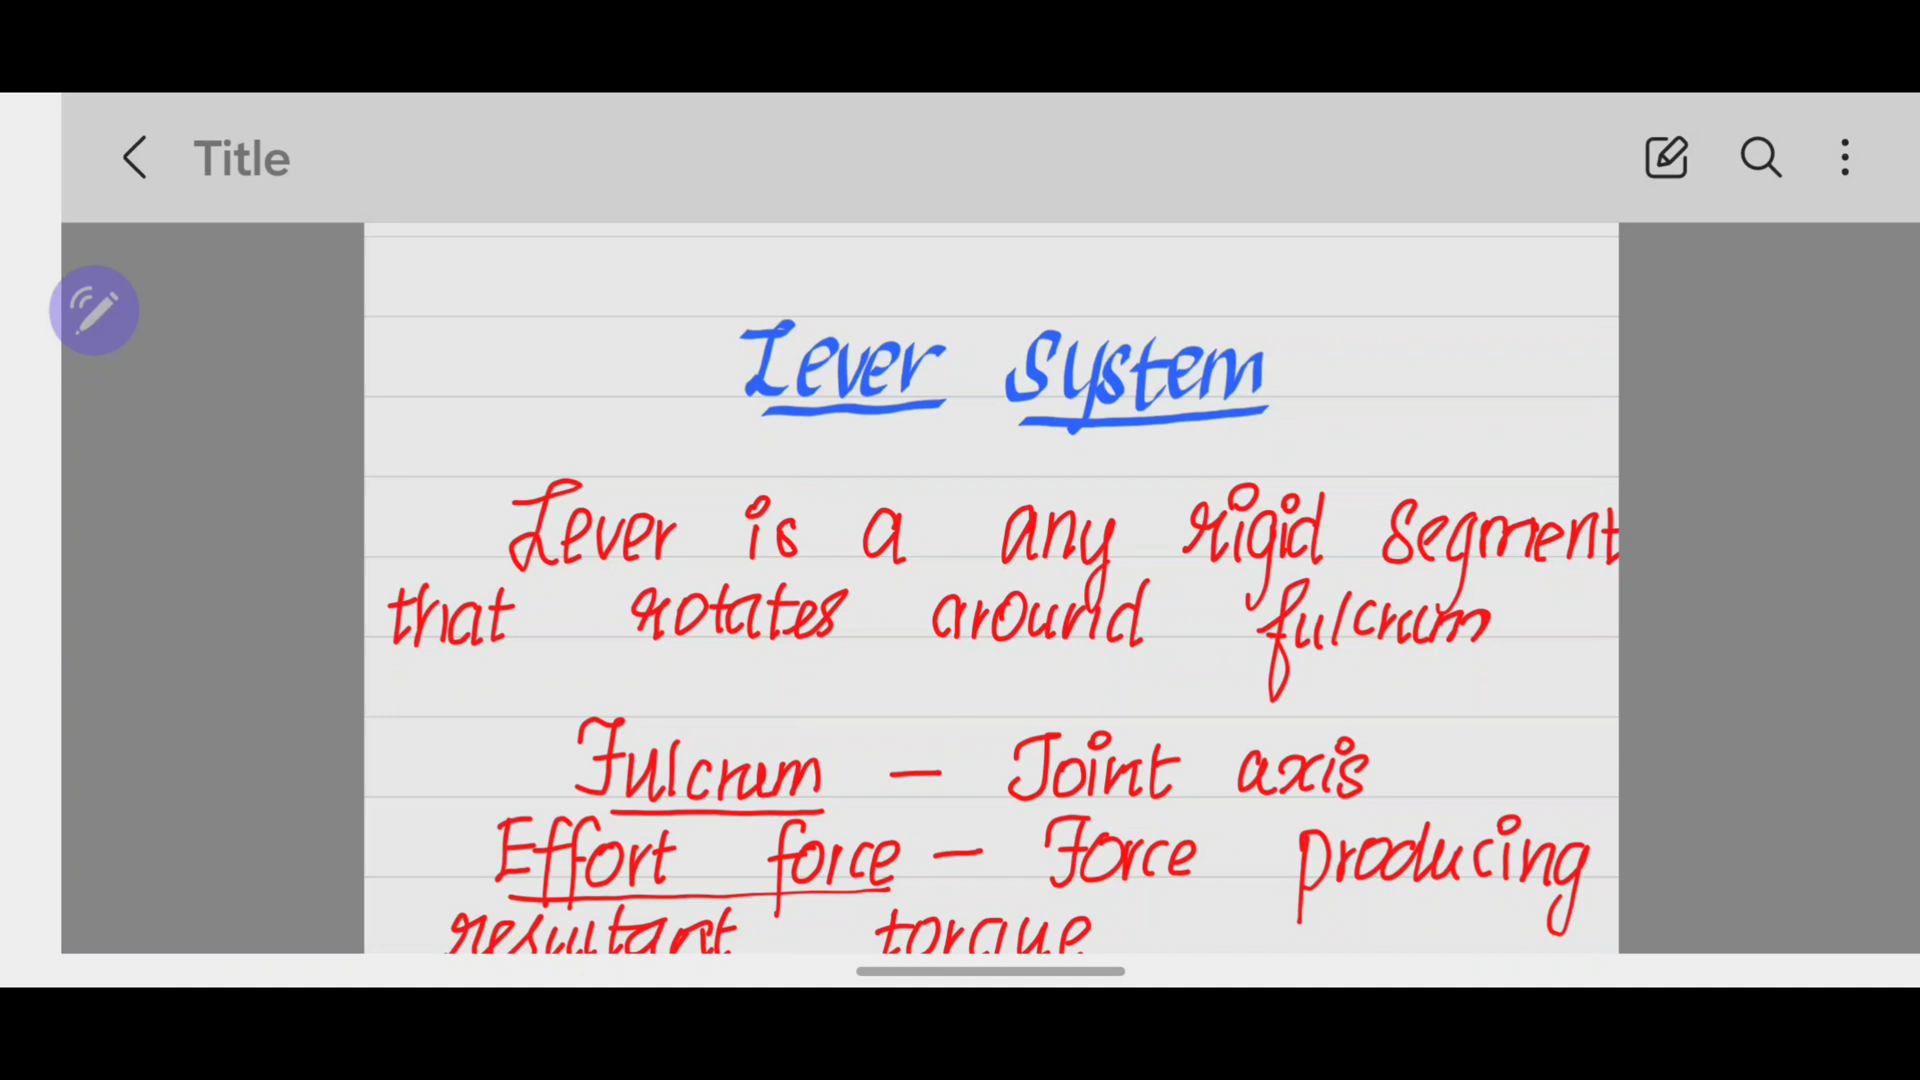 Title
Lever System
Lever is a any rigid segment
that rotates around fulcrum
Fulcrum - Joint axis
Effort force - Force producing
resultant torque